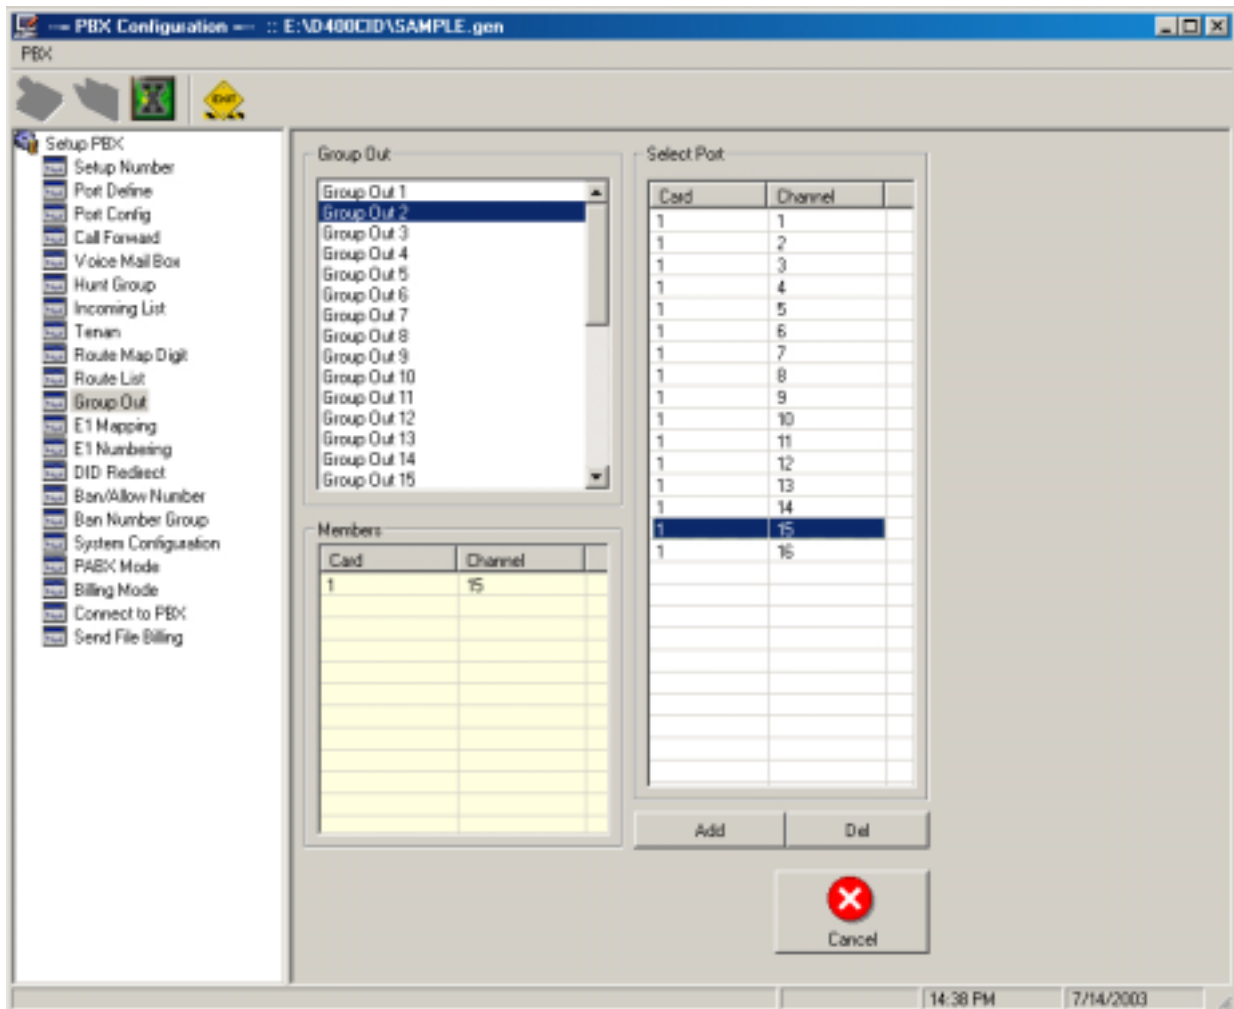 --- PBX Configuration --- :: E:\D400CID\SAMPLE.gen
PBX
EXIT
Setup PBX
Setup Number
Port Define
Port Config
Call Forward
Voice Mail Box
Hunt Group
Incoming List
Tenan
Route Map Digit
Route List
Group Out
E1 Mapping
E1 Numbering
DID Redirect
Ban/Allow Number
Ban Number Group
System Configuration
PABX Mode
Billing Mode
Connect to PBX
Send File Billing
Group Out
Group Out 1
Group Out 2
Group Out 3
Group Out 4
Group Out 5
Group Out 6
Group Out 7
Group Out 8
Group Out 9
Group Out 10
Group Out 11
Group Out 12
Group Out 13
Group Out 14
Group Out 15
Members
Card Channel
1 15
Select Port
Card Channel
1 1
1 2
1 3
1 4
1 5
1 6
1 7
1 8
1 9
1 10
1 11
1 12
1 13
1 14
1 15
1 16
Add Del
Cancel
14:38 PM 7/14/2003